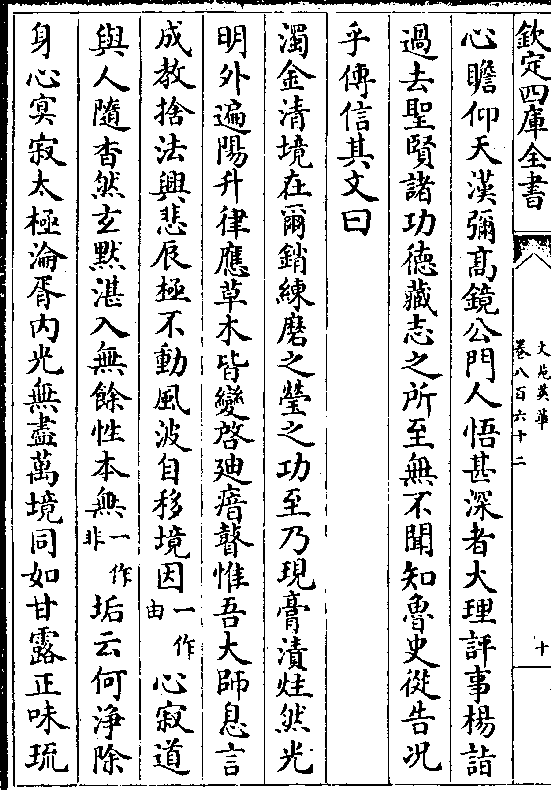 欽定四庫全書
文苑英華
卷八百六十二
十
心瞻仰天漢彌高鏡公門人悟甚深者大理評事楊詣
過去聖賢諸功德藏志之所至無不聞知魯史從告况
乎傳信其文曰
濁金清境在爾銷練磨之瑩之功至乃現膏漬炷然光
明外遍陽升律應草木皆變啓廸瘖聾惟吾大師息言
成教捨法興悲辰極不動風波自移境因一作由心寂道
與人隨杳然玄默湛入無餘性本無一作非垢云何淨除
身心冥寂太極淪胥内光無盡萬境同如甘露正味琉